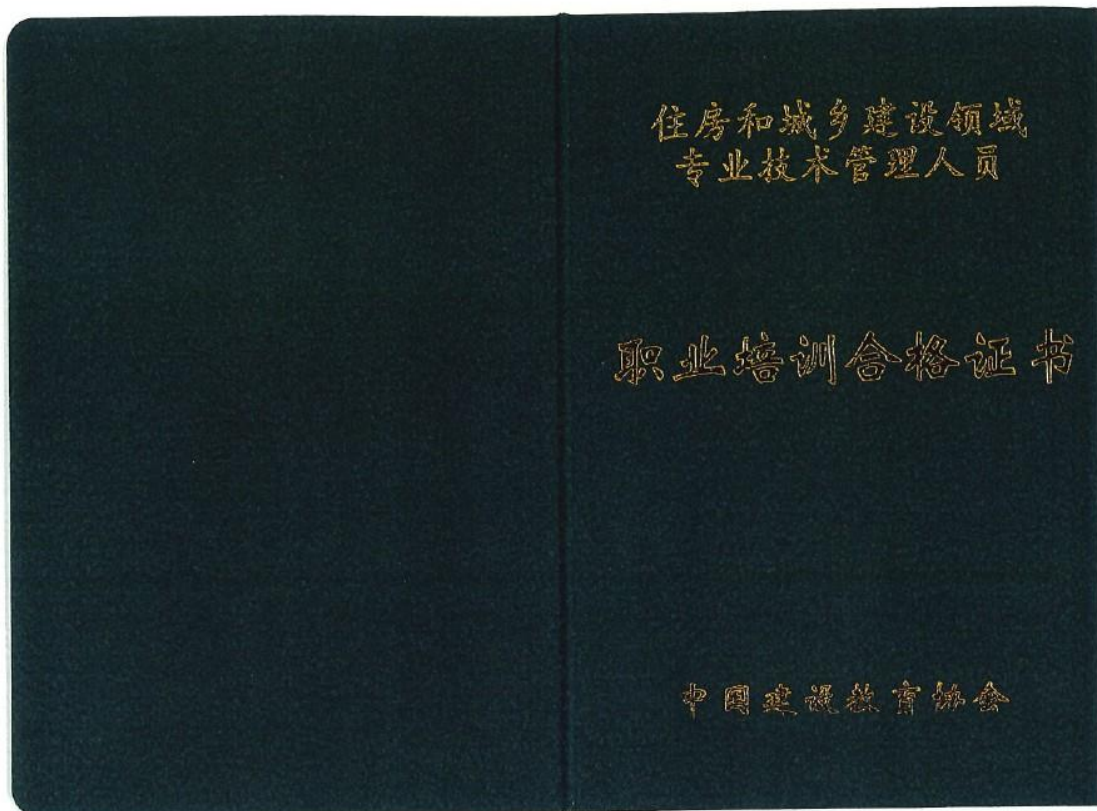 住房和城乡建设领域
专业技术管理人员
职业培训合格证书
中国建设教育协会